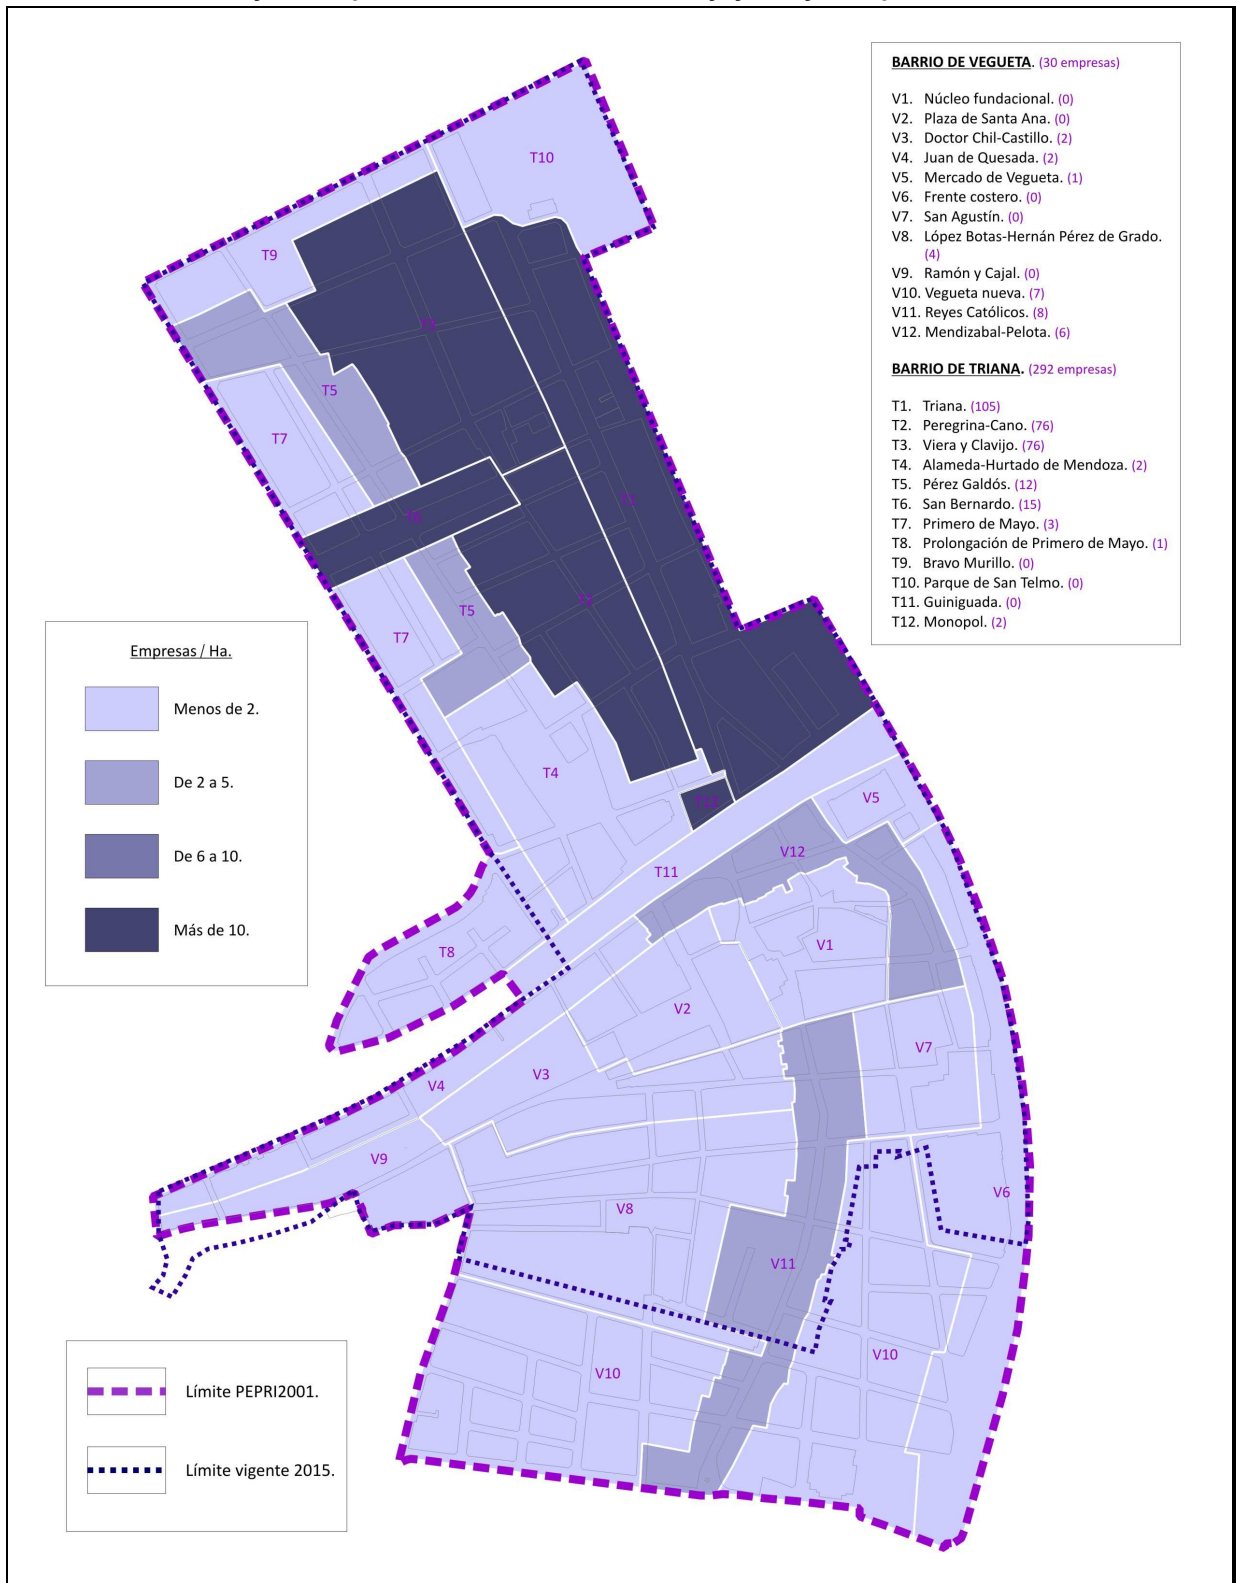 BARRIO DE VEGUETA. (30 empresas)
V1. Núcleo fundacional. (0)
V2. Plaza de Santa Ana. (0)
V3. Doctor Chil-Castillo. (2)
V4. Juan de Quesada. (2)
V5. Mercado de Vegueta. (1)
V6. Frente costero. (0)
V7. San Agustín. (0)
V8. López Botas-Hernán Pérez de Grado.
(4)
V9. Ramón y Cajal. (0)
V10. Vegueta nueva. (7)
V11. Reyes Católicos. (8)
V12. Mendizabal-Pelota. (6)
BARRIO DE TRIANA. (292 empresas)
T1. Triana. (105)
T2. Peregrina-Cano. (76)
T3. Viera y Clavijo. (76)
T4. Alameda-Hurtado de Mendoza. (2)
T5. Pérez Galdós. (12)
T6. San Bernardo. (15)
T7. Primero de Mayo. (3)
T8. Prolongación de Primero de Mayo. (1)
T9. Bravo Murillo. (0)
T10. Parque de San Telmo. (0)
T11. Guiniguada. (0)
T12. Monopol. (2)
T10
T9
T3
T5
T7
T1
T6
T2
T5
T7
T4
T12
V5
V12
T11
T8
V1
V2
V7
V3
V4
V9
V6
V8
V11
V10
V10
Empresas / Ha.
Menos de 2.
De 2 a 5.
De 6 a 10.
Más de 10.
Límite PEPRI2001.
Límite vigente 2015.